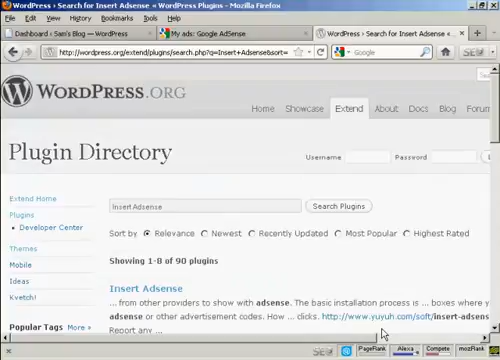 WordPress › Search for Insert Adsense « WordPress Plugins - Mozilla Firefox
File Edit View History Bookmarks Tools Help
Dashboard ‹ Sam's Blog — WordPress
My ads: Google AdSense
WordPress › Search for Insert Adsen...
http://wordpress.org/extend/plugins/search.php?q=Insert+Adsense&sort=
Google
WORDPRESS.ORG
Home Showcase Extend About Docs Blog Forum
Plugin Directory
Username Password
Extend Home
Plugins
Developer Center
Themes
Mobile
Ideas
Kvetch!
Popular Tags More »
Insert Adsense
Search Plugins
Sort by Relevance Newest Recently Updated Most Popular Highest Rated
Showing 1-8 of 90 plugins
Insert Adsense
... from other providers to show with adsense. The basic installation process is ... boxes where y
adsense or other advertisement codes. How ... clicks. http://www.yuyuh.com/soft/insert-adsens
Report any ...
PageRank Alexa Compete mozRank